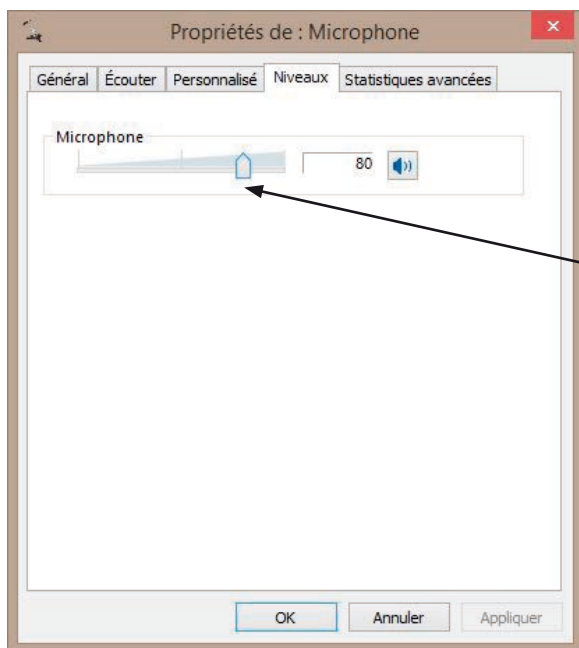 Propriétés de : Microphone
Général Écouter Personnalisé Niveaux Statistiques avancées
Microphone
80
OK Annuler Appliquer